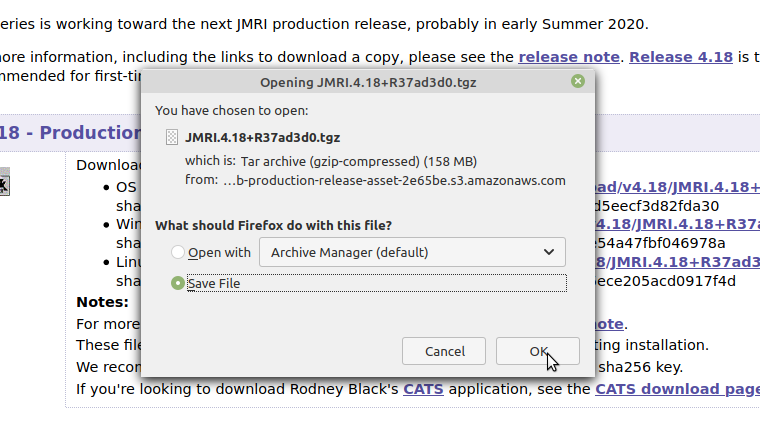 eries is working toward the next JMRI production release, probably in early Summer 2020.
ore information, including the links to download a copy, please see the release note. Release 4.18 is t
mmended for first-tim
Opening JMRI.4.18+R37ad3d0.tgz
You have chosen to open:
18 - Production
JMRI.4.18+R37ad3d0.tgz
which is: Tar archive (gzip-compressed) (158 MB)
from: …b-production-release-asset-2e65be.s3.amazonaws.com
Download
OS
ad/v4.18/JMRI.4.18+
sha
d5eecf3d82fda30
What should Firefox do with this file?
Win
4.18/JMRI.4.18+R37a
sha
e54a47fbf046978a
Open with
Archive Manager (default)
Linu
8/JMRI.4.18+R37ad3
sha
ece205acd0917f4d
Save File
Notes:
For more
note.
These file
ting installation.
Cancel
OK
We recom
sha256 key.
If you're looking to download Rodney Black's CATS application, see the CATS download page